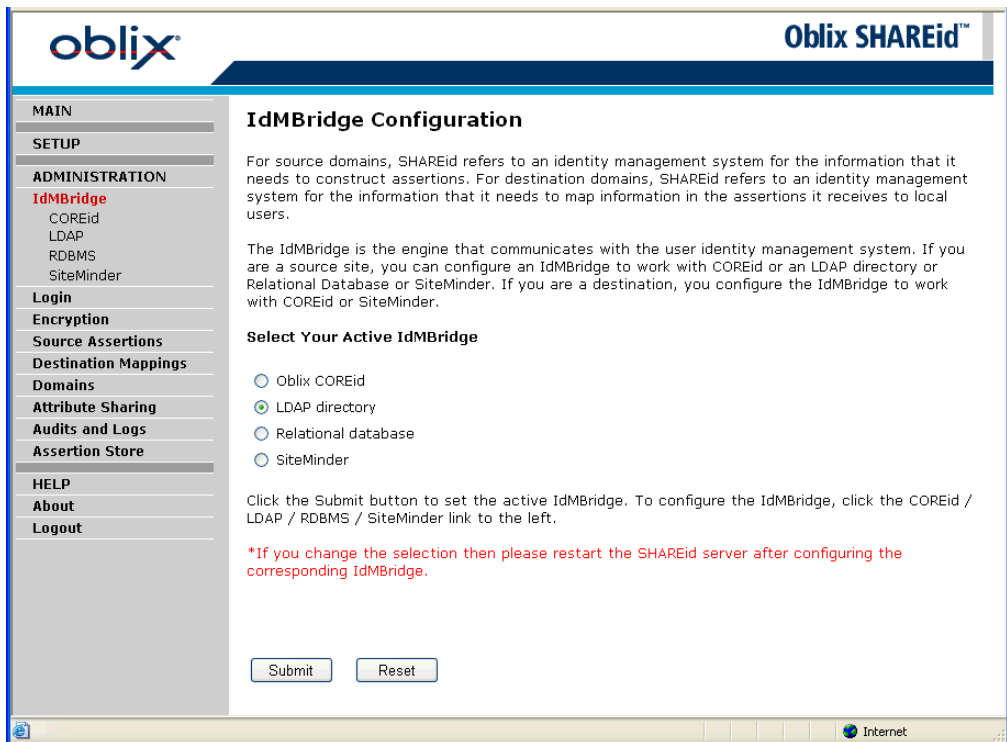 oblix
Oblix SHAREid™
MAIN
SETUP
ADMINISTRATION
IdMBridge
COREid
LDAP
RDBMS
SiteMinder
Login
Encryption
Source Assertions
Destination Mappings
Domains
Attribute Sharing
Audits and Logs
Assertion Store
HELP
About
Logout
IdMBridge Configuration
For source domains, SHAREid refers to an identity management system for the information that it
needs to construct assertions. For destination domains, SHAREid refers to an identity management
system for the information that it needs to map information in the assertions it receives to local
users.
The IdMBridge is the engine that communicates with the user identity management system. If you
are a source site, you can configure an IdMBridge to work with COREid or an LDAP directory or
Relational Database or SiteMinder. If you are a destination, you configure the IdMBridge to work
with COREid or SiteMinder.
Select Your Active IdMBridge
Oblix COREid
LDAP directory
Relational database
SiteMinder
Click the Submit button to set the active IdMBridge. To configure the IdMBridge, click the COREid /
LDAP / RDBMS / SiteMinder link to the left.
*If you change the selection then please restart the SHAREid server after configuring the
corresponding IdMBridge.
Submit
Reset
Internet